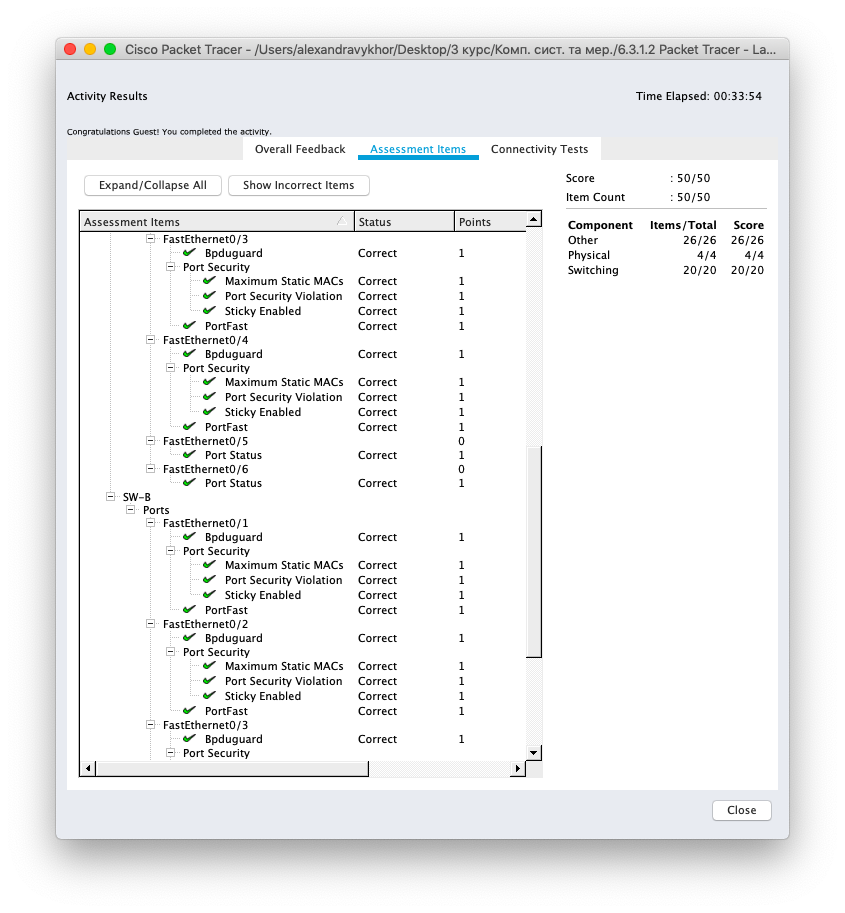 Cisco Packet Tracer - /Users/alexandravykhor/Desktop/3 курс/Комп. сист. та мер./6.3.1.2 Packet Tracer - La...
Activity Results
Time Elapsed: 00:33:54
Congratulations Guest! You completed the activity.
Overall Feedback Assessment Items Connectivity Tests
Expand/Collapse All Show Incorrect Items
Assessment Items Status Points
FastEthernet0/3
Bpduguard Correct 1
Port Security
Maximum Static MACs Correct 1
Port Security Violation Correct 1
Sticky Enabled Correct 1
PortFast Correct 1
FastEthernet0/4
Bpduguard Correct 1
Port Security
Maximum Static MACs Correct 1
Port Security Violation Correct 1
Sticky Enabled Correct 1
PortFast Correct 1
FastEthernet0/5 0
Port Status Correct 1
FastEthernet0/6 0
Port Status Correct 1
SW-B
Ports
FastEthernet0/1
Bpduguard Correct 1
Port Security
Maximum Static MACs Correct 1
Port Security Violation Correct 1
Sticky Enabled Correct 1
PortFast Correct 1
FastEthernet0/2
Bpduguard Correct 1
Port Security
Maximum Static MACs Correct 1
Port Security Violation Correct 1
Sticky Enabled Correct 1
PortFast Correct 1
FastEthernet0/3
Bpduguard Correct 1
Port Security
Score : 50/50
Item Count : 50/50
Component Items/Total Score
Other 26/26 26/26
Physical 4/4 4/4
Switching 20/20 20/20
Close